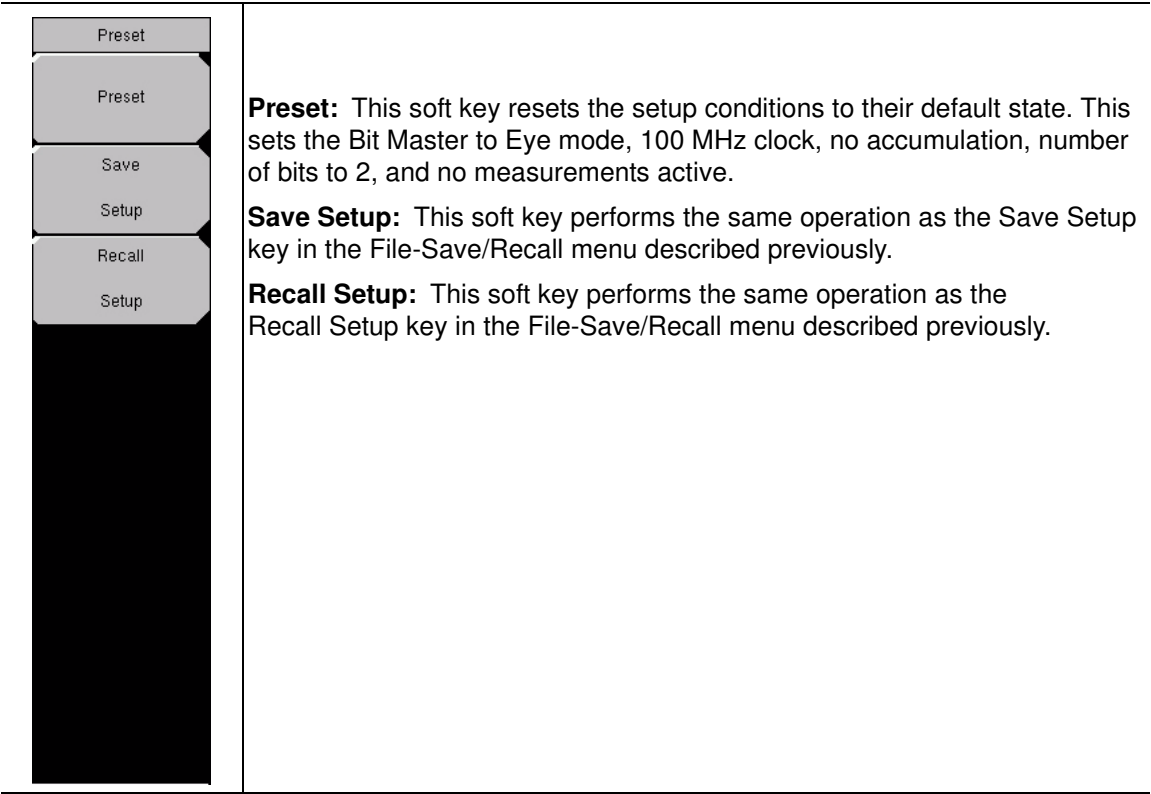 Preset
Preset
Save
Setup
Recall
Setup
Preset: This soft key resets the setup conditions to their default state. This
sets the Bit Master to Eye mode, 100 MHz clock, no accumulation, number
of bits to 2, and no measurements active.
Save Setup: This soft key performs the same operation as the Save Setup
key in the File-Save/Recall menu described previously.
Recall Setup: This soft key performs the same operation as the
Recall Setup key in the File-Save/Recall menu described previously.